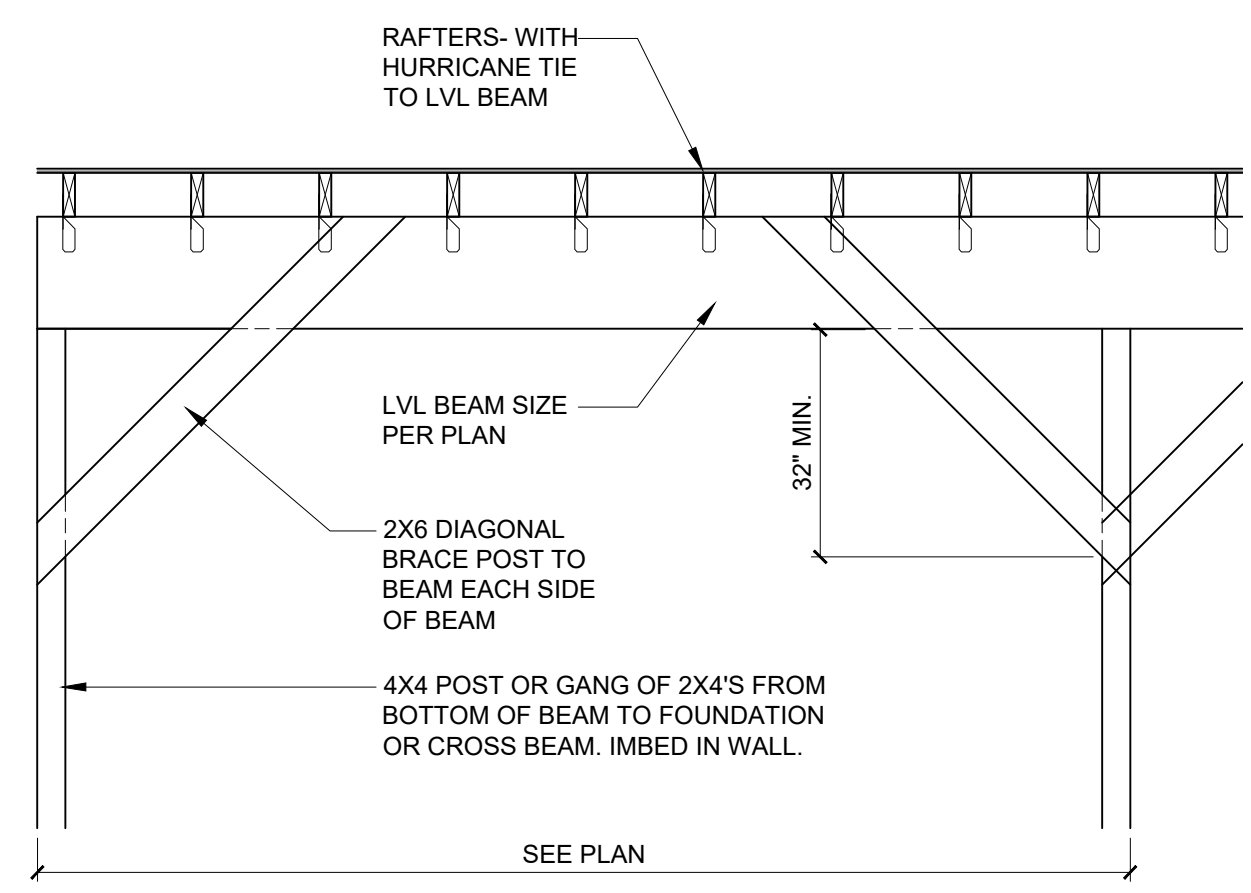 RAFTERS- WITH
HURRICANE TIE
TO LVL BEAM
LVL BEAM SIZE
PER PLAN
32" MIN.
2X6 DIAGONAL
BRACE POST TO
BEAM EACH SIDE
OF BEAM
4X4 POST OR GANG OF 2X4'S FROM
BOTTOM OF BEAM TO FOUNDATION
OR CROSS BEAM. IMBED IN WALL.
SEE PLAN